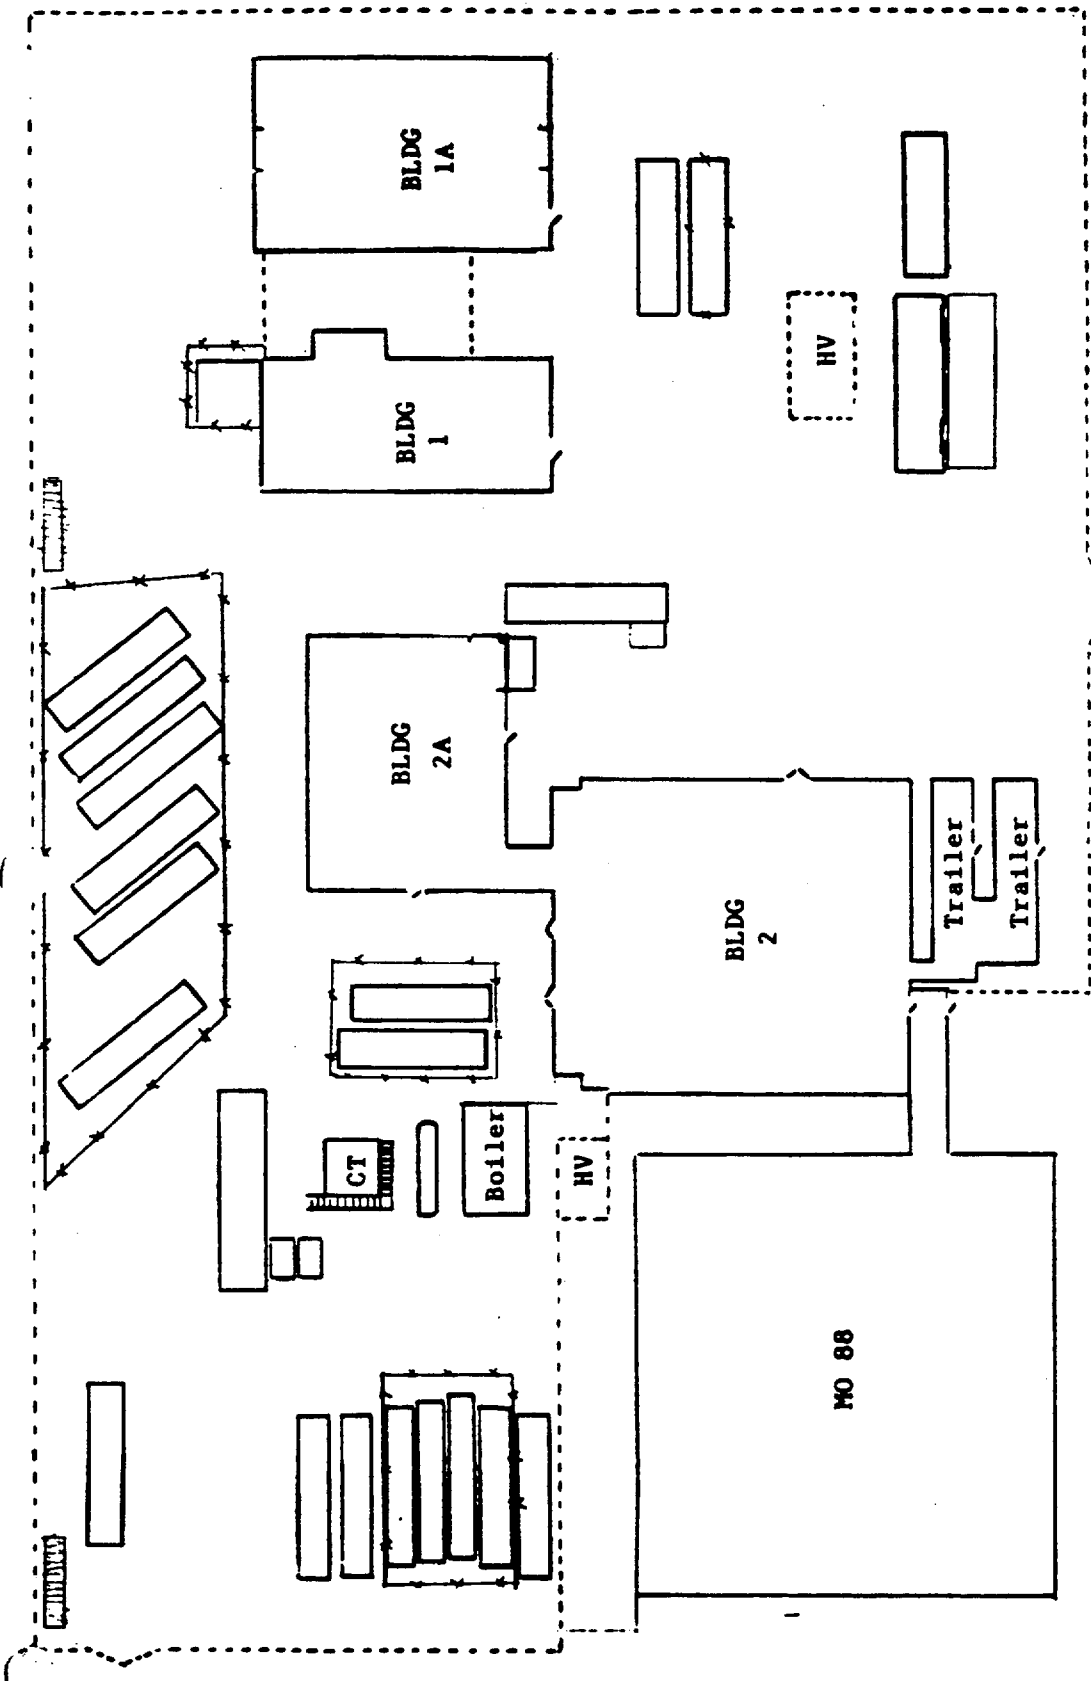 BLDG
1A
BLDG
1
HV
BLDG
2A
BLDG
2
Trailer
Trailer
CT
Boiler
HV
MO 88